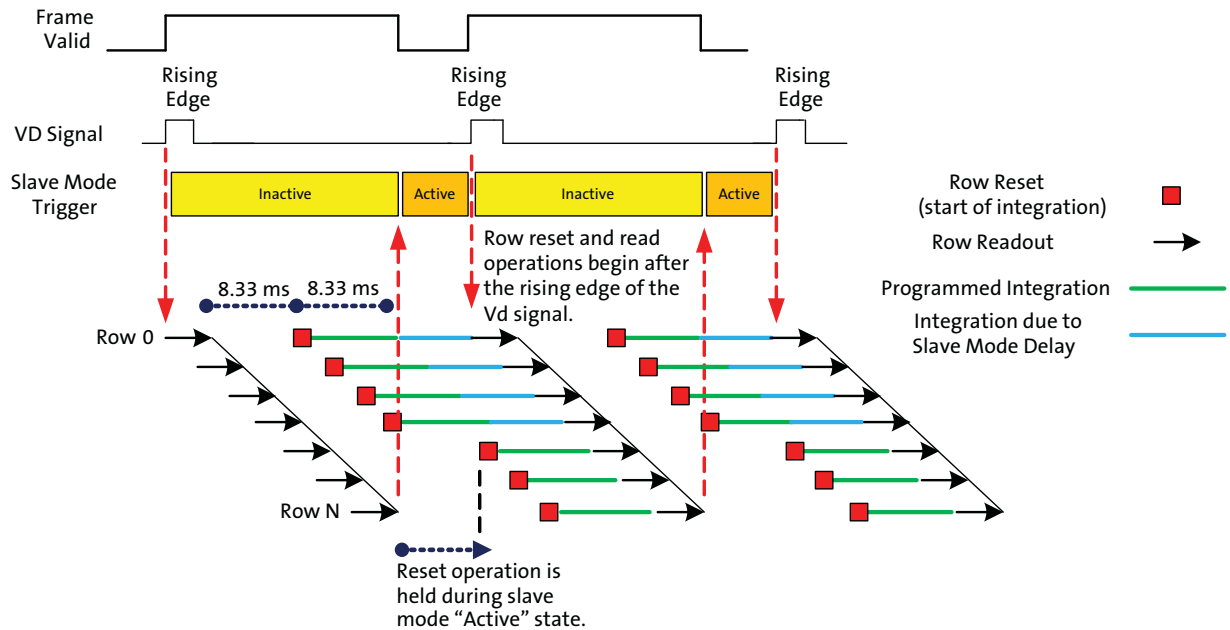 Frame
Valid
Rising
Edge
Rising
Edge
Rising
Edge
VD Signal
Slave Mode
Trigger
Inactive
Active
Inactive
Active
Row Reset
(start of integration)
Row Readout
Programmed Integration
Integration due to
Slave Mode Delay
8.33 ms
8.33 ms
Row reset and read
operations begin after
the rising edge of the
Vd signal.
Row 0
Row N
Reset operation is
held during slave
mode “Active” state.